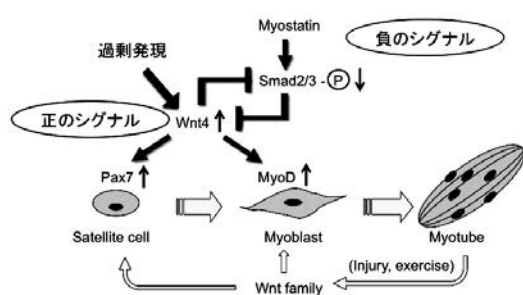 Myostatin
負のシグナル
過剰発現
Smad2/3 - P ↓
正のシグナル
Wnt4 ↑
Pax7 ↑
MyoD ↑
Satellite cell
Myoblast
Myotube
(Injury, exercise)
Wnt family